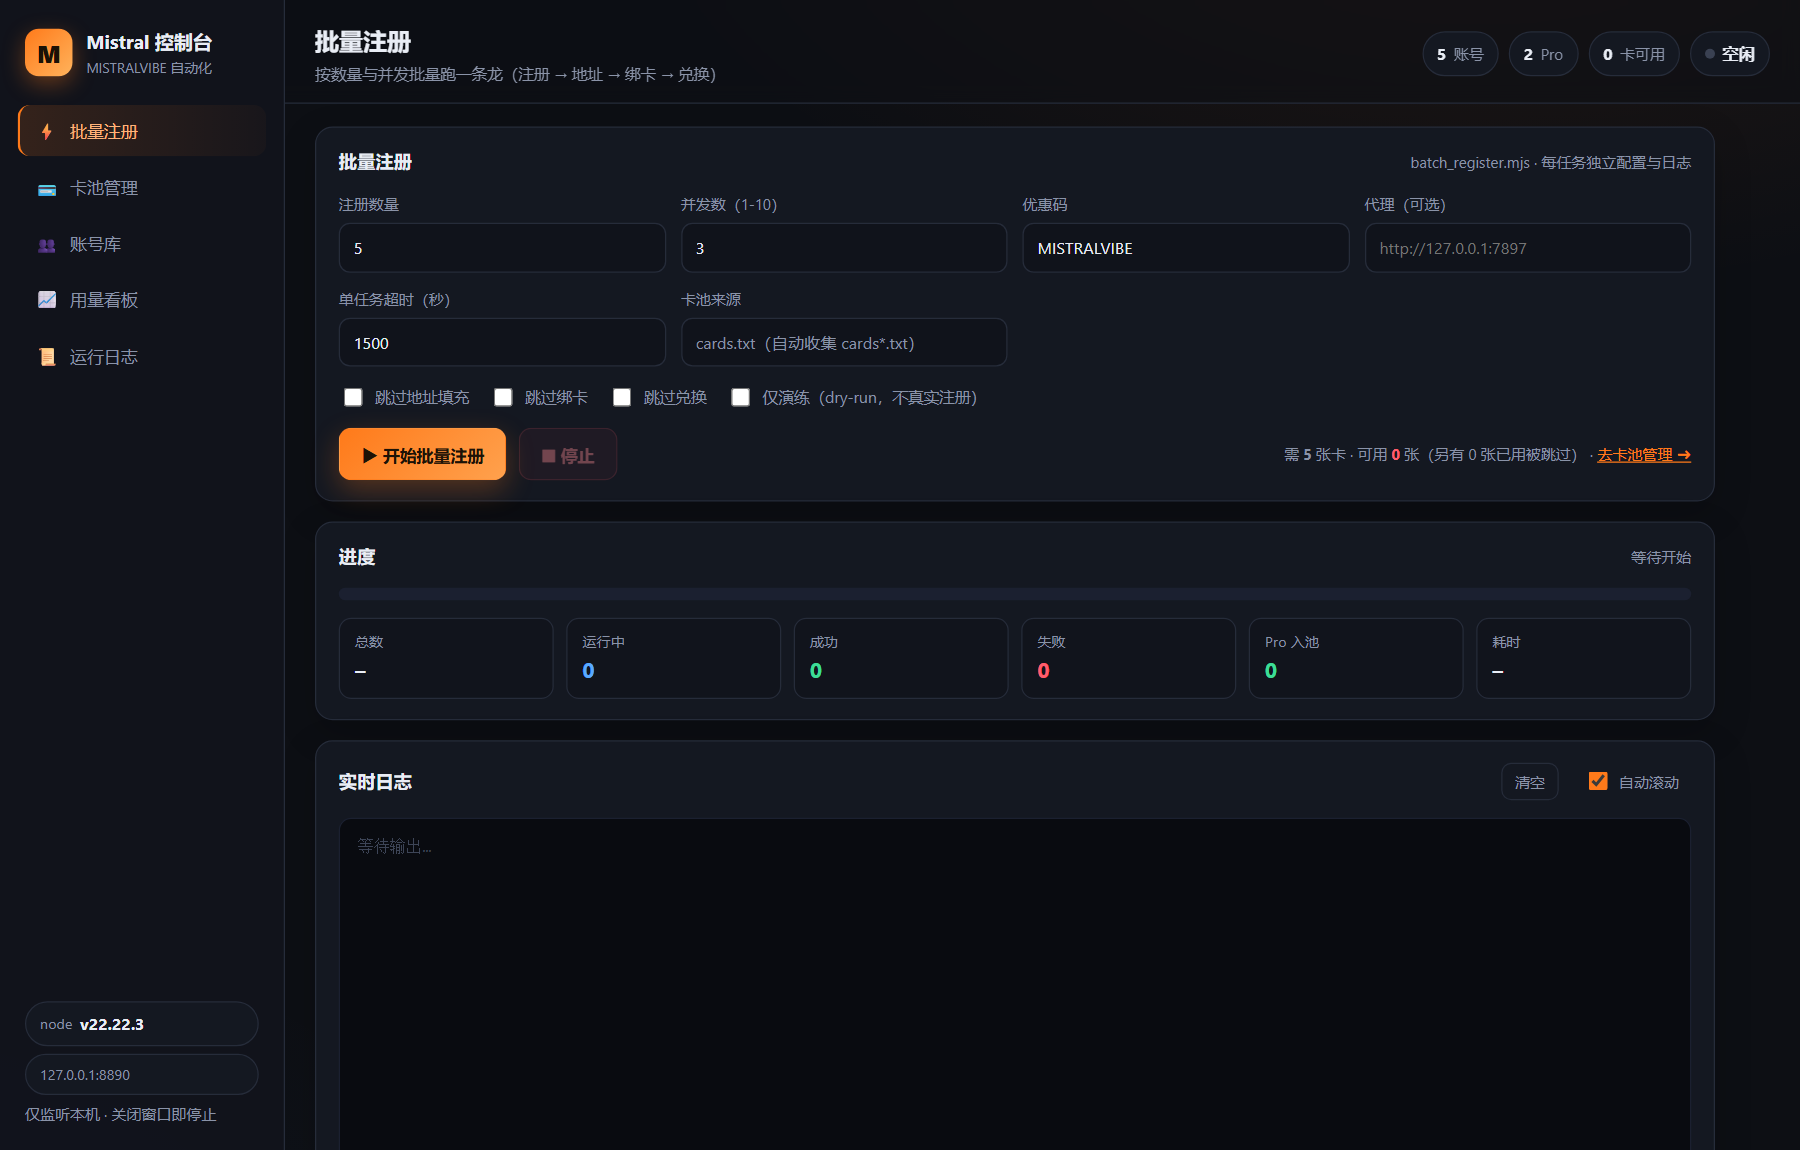 M
Mistral 控制台
MISTRALVIBE 自动化
批量注册
卡池管理
账号库
用量看板
运行日志
node v22.22.3
127.0.0.1:8890
仅监听本机 · 关闭窗口即停止
批量注册
按数量与并发批量跑一条龙（注册 → 地址 → 绑卡 → 兑换）
5 账号
2 Pro
0 卡可用
空闲
批量注册
batch_register.mjs · 每任务独立配置与日志
注册数量
并发数（1-10）
优惠码
代理（可选）
5
3
MISTRALVIBE
http://127.0.0.1:7897
单任务超时（秒）
卡池来源
1500
cards.txt（自动收集 cards*.txt）
跳过地址填充
跳过绑卡
跳过兑换
仅演练（dry-run，不真实注册）
▶ 开始批量注册
■ 停止
需 5 张卡 · 可用 0 张（另有 0 张已用被跳过） · 去卡池管理 →
进度
等待开始
总数
–
运行中
0
成功
0
失败
0
Pro 入池
0
耗时
–
实时日志
清空
自动滚动
等待输出…